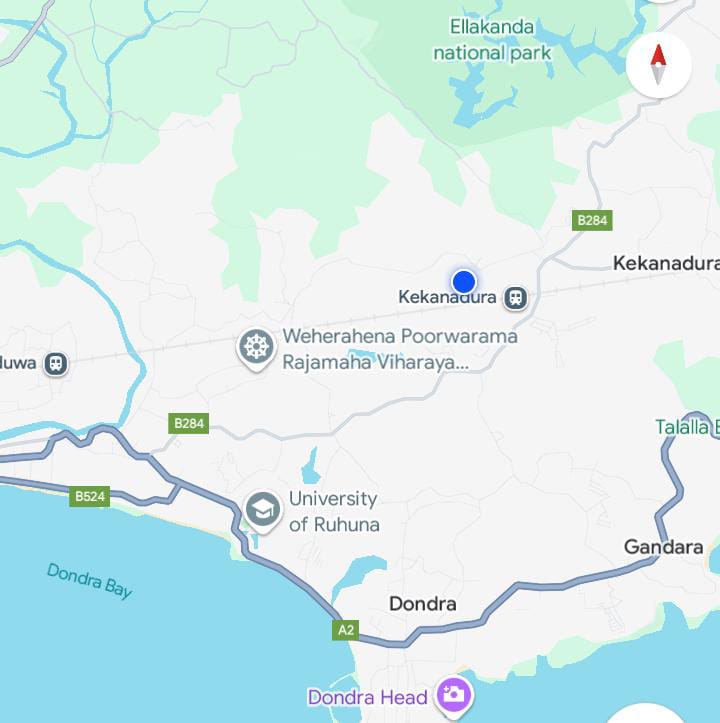 Ellakanda
national park
B284
Kekanadura
Kekanadura
Weherahena Poorwarama
Rajamaha Viharaya...
luwa
B284
Talalla B
B524
University
of Ruhuna
Gandara
Dondra Bay
Dondra
A2
Dondra Head